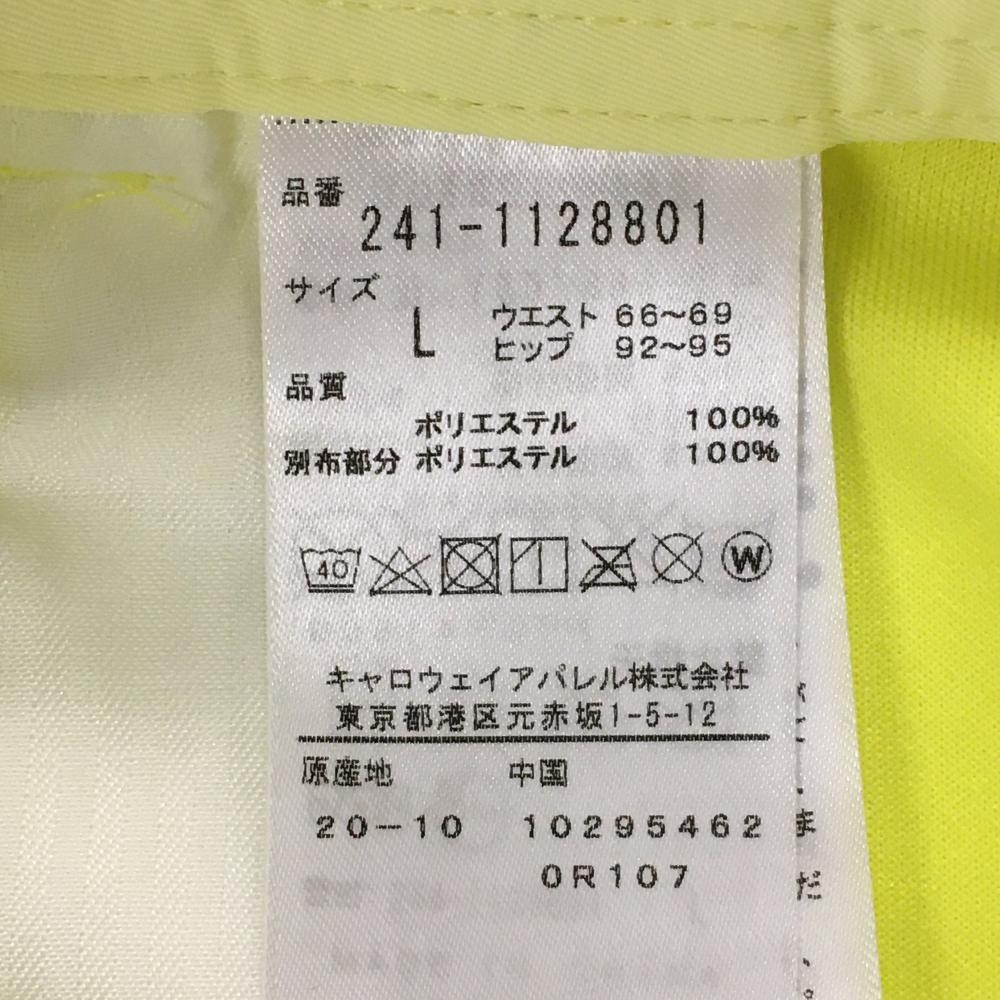 品番
241-1128801
サイズ
L ウエスト 66～69
ヒップ 92～95
品質
ポリエステル 100%
別布部分 ポリエステル 100%
40 W
キャロウェイアパレル株式会社
東京都港区元赤坂1-5-12
原産地 中国
20-10 10295462
0R107
ま
だ